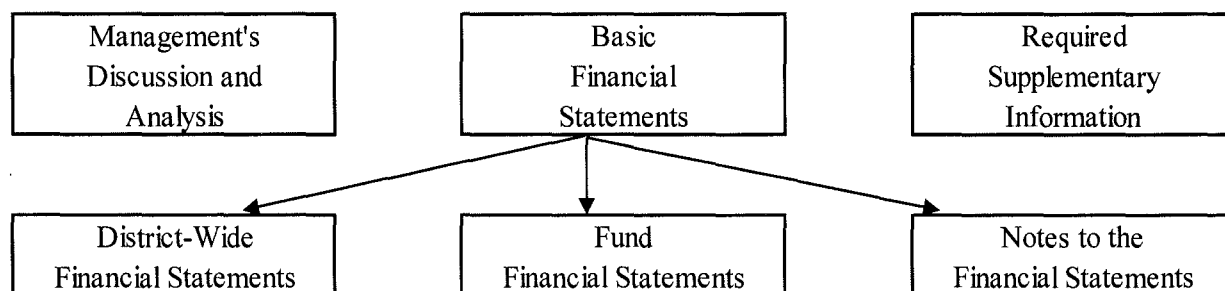 Management's
Discussion and
Analysis
Basic
Financial
Statements
Required
Supplementary
Information
District-Wide
Financial Statements
Fund
Financial Statements
Notes to the
Financial Statements